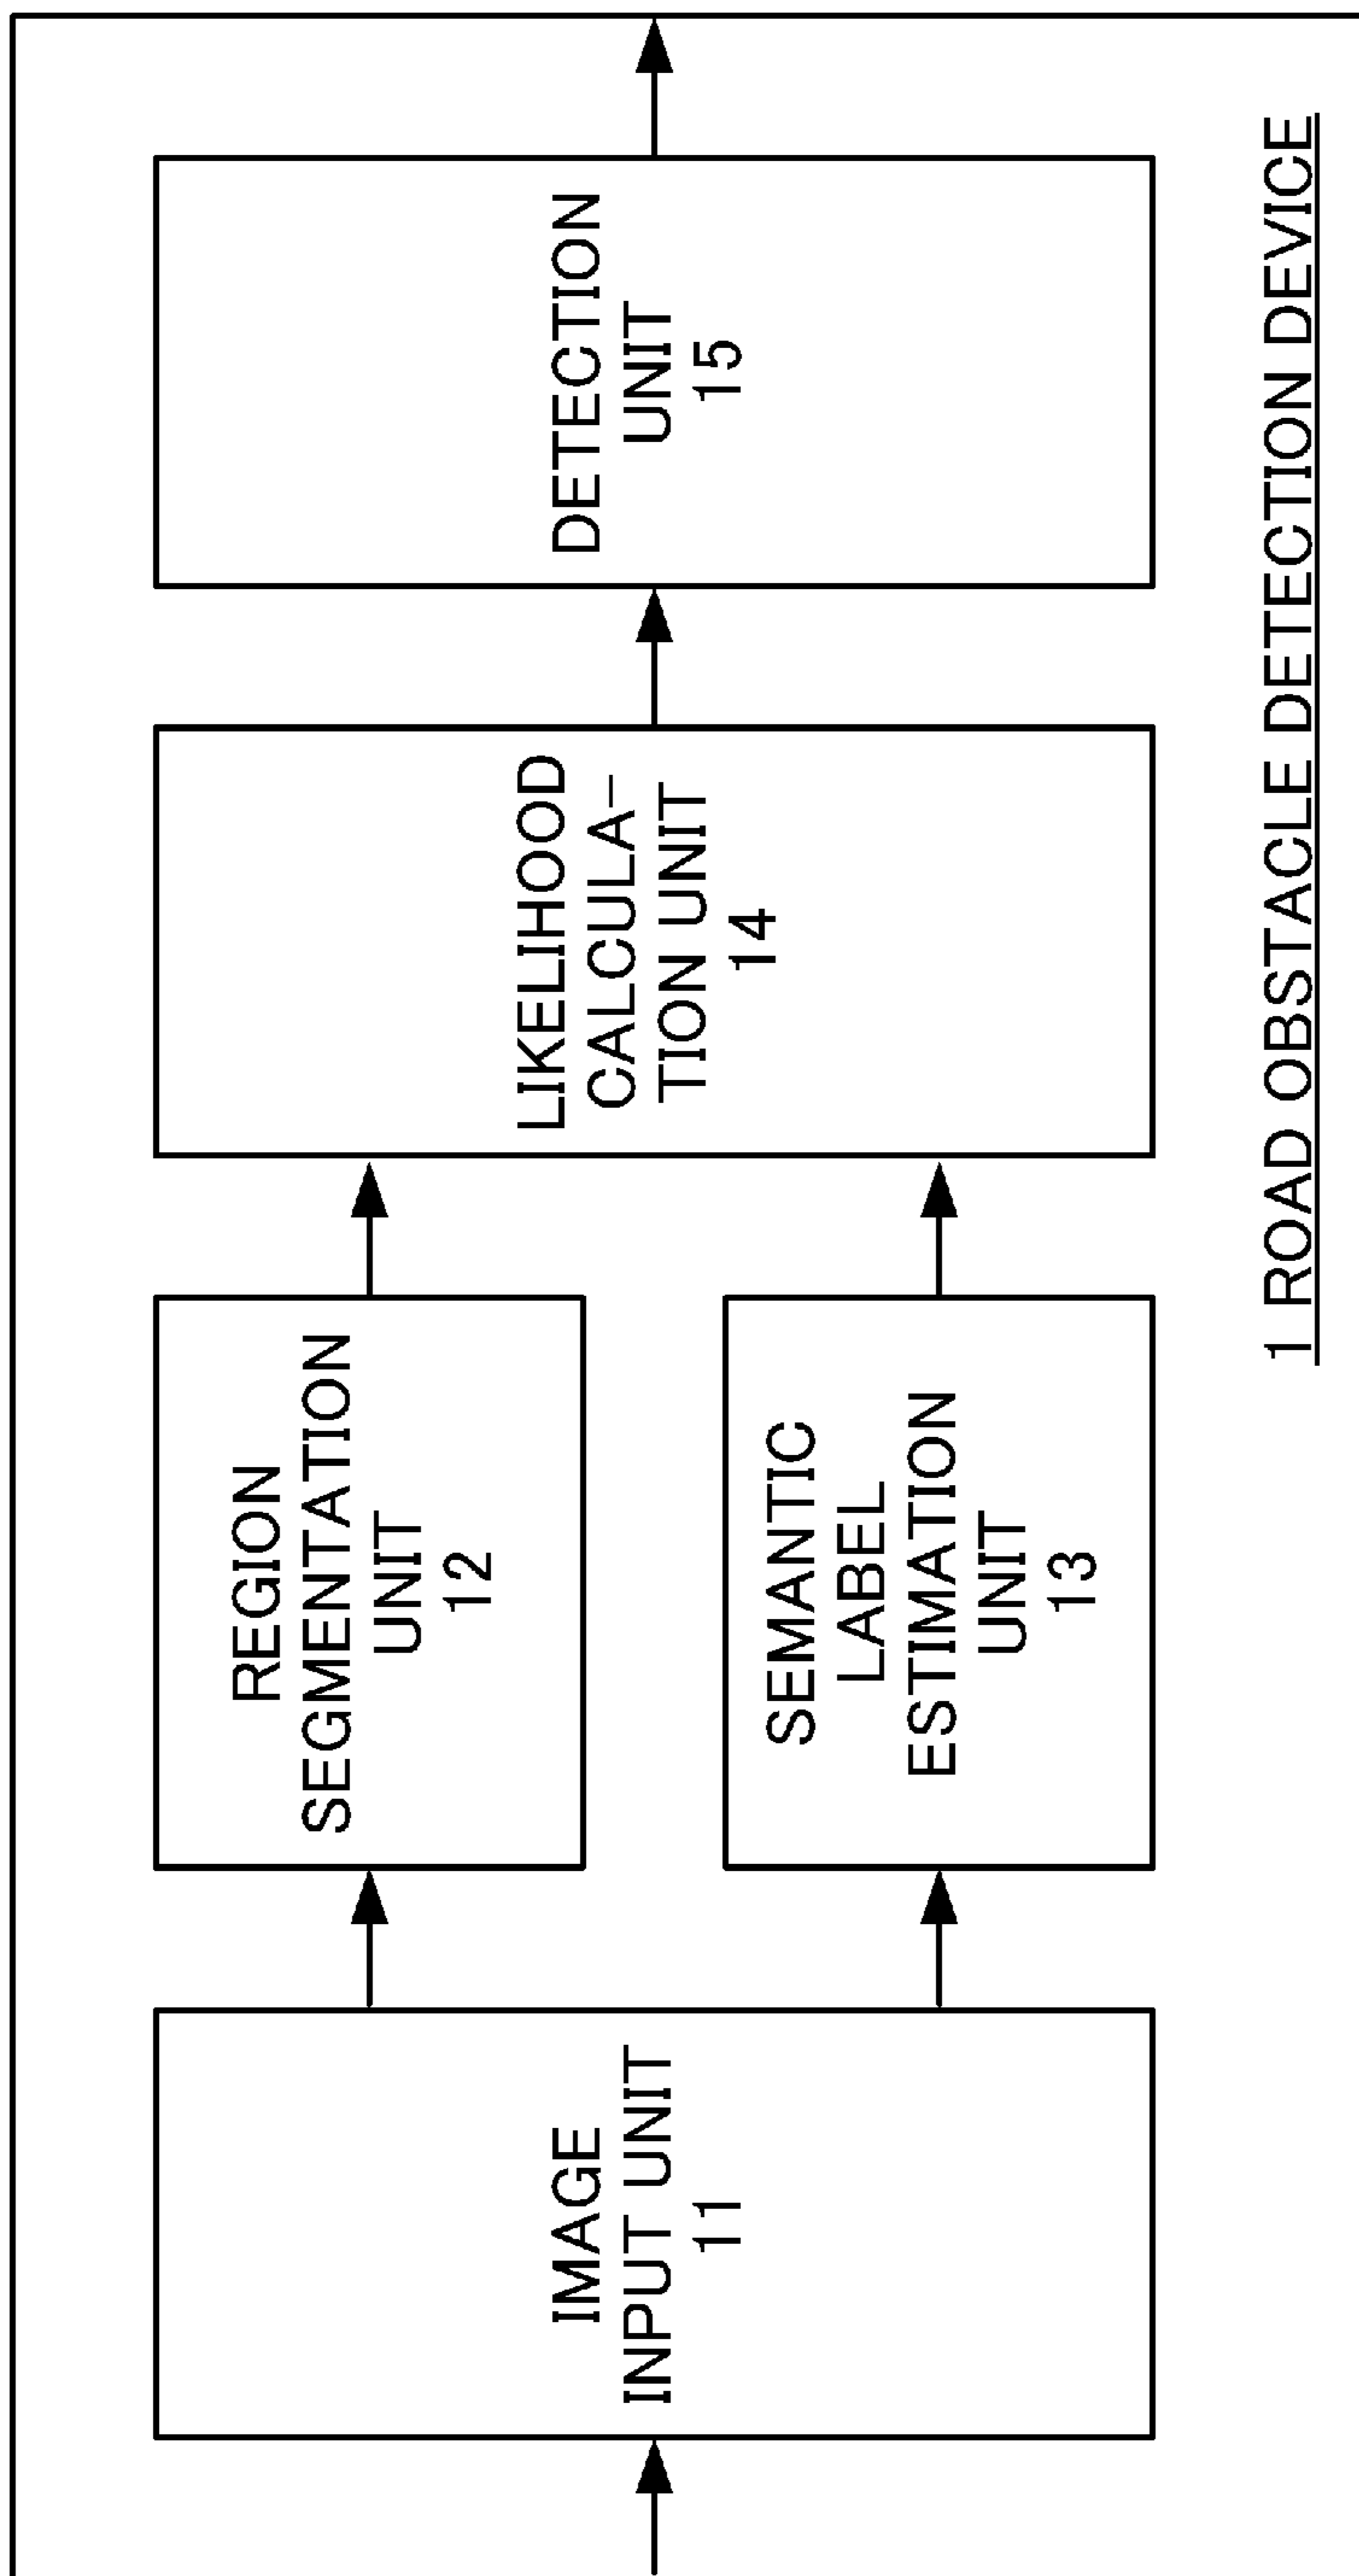 IMAGE
INPUT UNIT
11
REGION
SEGMENTATION
UNIT
12
SEMANTIC
LABEL
ESTIMATION
UNIT
13
LIKELIHOOD
CALCULA-
TION UNIT
14
DETECTION
UNIT
15
1 ROAD OBSTACLE DETECTION DEVICE